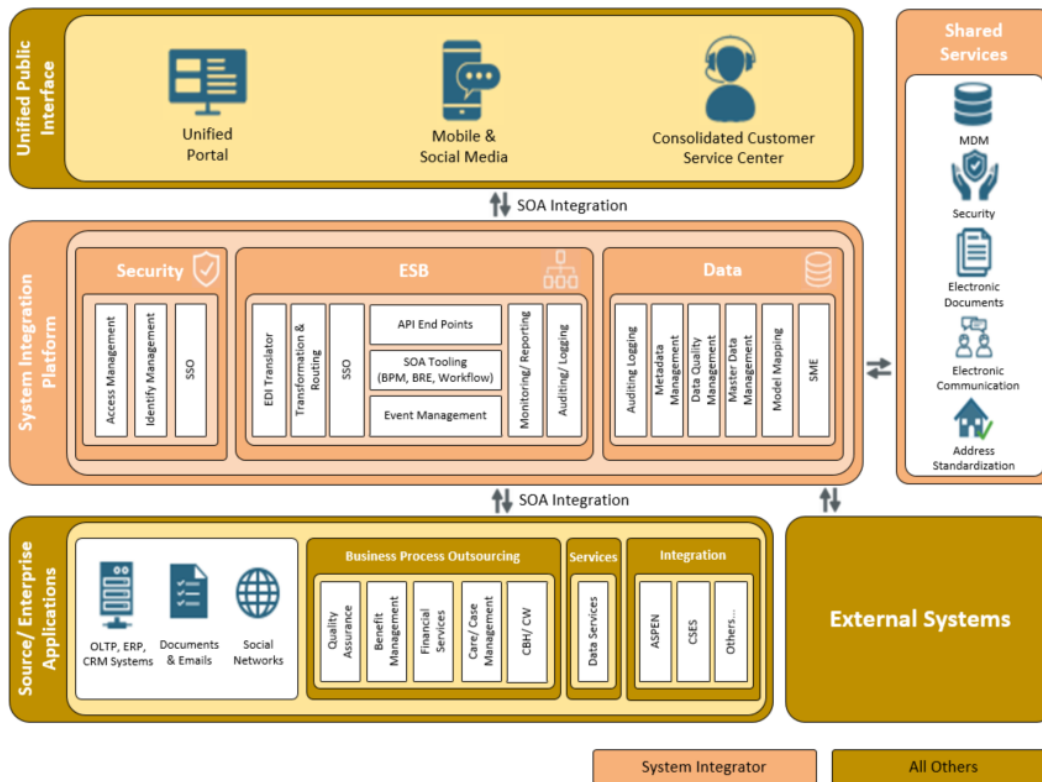 Unified Public
Interface
Unified
Portal
Mobile &
Social Media
Consolidated Customer
Service Center
Shared
Services
MDM
Security
Electronic
Documents
Electronic
Communication
Address
Standardization
SOA Integration
System Integration
Platform
Security
Access Management
Identify Management
SSO
ESB
EDI Translator
Transformation &
Routing
SSO
API End Points
SOA Tooling
(BPM, BRE, Workflow)
Event Management
Monitoring/ Reporting
Auditing/ Logging
Data
Auditing Logging
Metadata
Management
Data Quality
Management
Master Data
Management
Model Mapping
SME
SOA Integration
Source/ Enterprise
Applications
OLTP, ERP,
CRM Systems
Documents
& Emails
Social
Networks
Business Process Outsourcing
Quality
Assurance
Benefit
Management
Financial
Services
Care/ Case
Management
CBH/ CW
Services
Data Services
Integration
ASPEN
CSES
Others...
External Systems
System Integrator
All Others